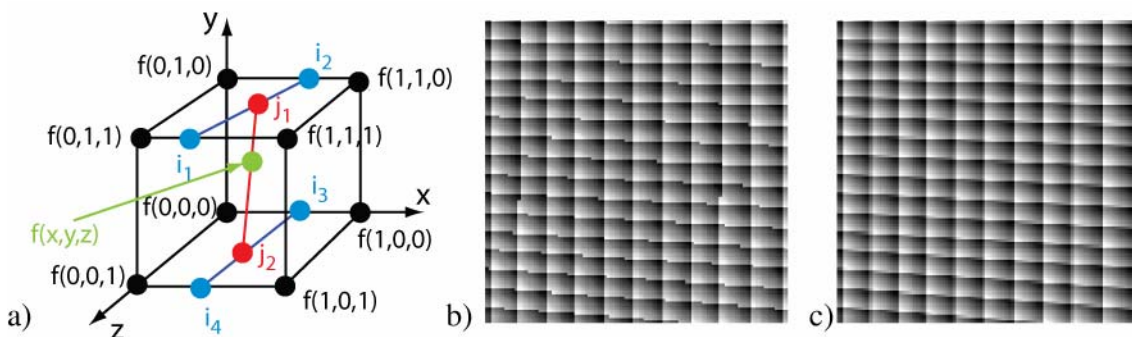 y
i2
f(0,1,0)
f(1,1,0)
j1
f(0,1,1)
f(1,1,1)
i1
i3
x
f(0,0,0)
f(x,y,z)
f(1,0,0)
j2
f(0,0,1)
f(1,0,1)
a)
z
i4
b)
c)